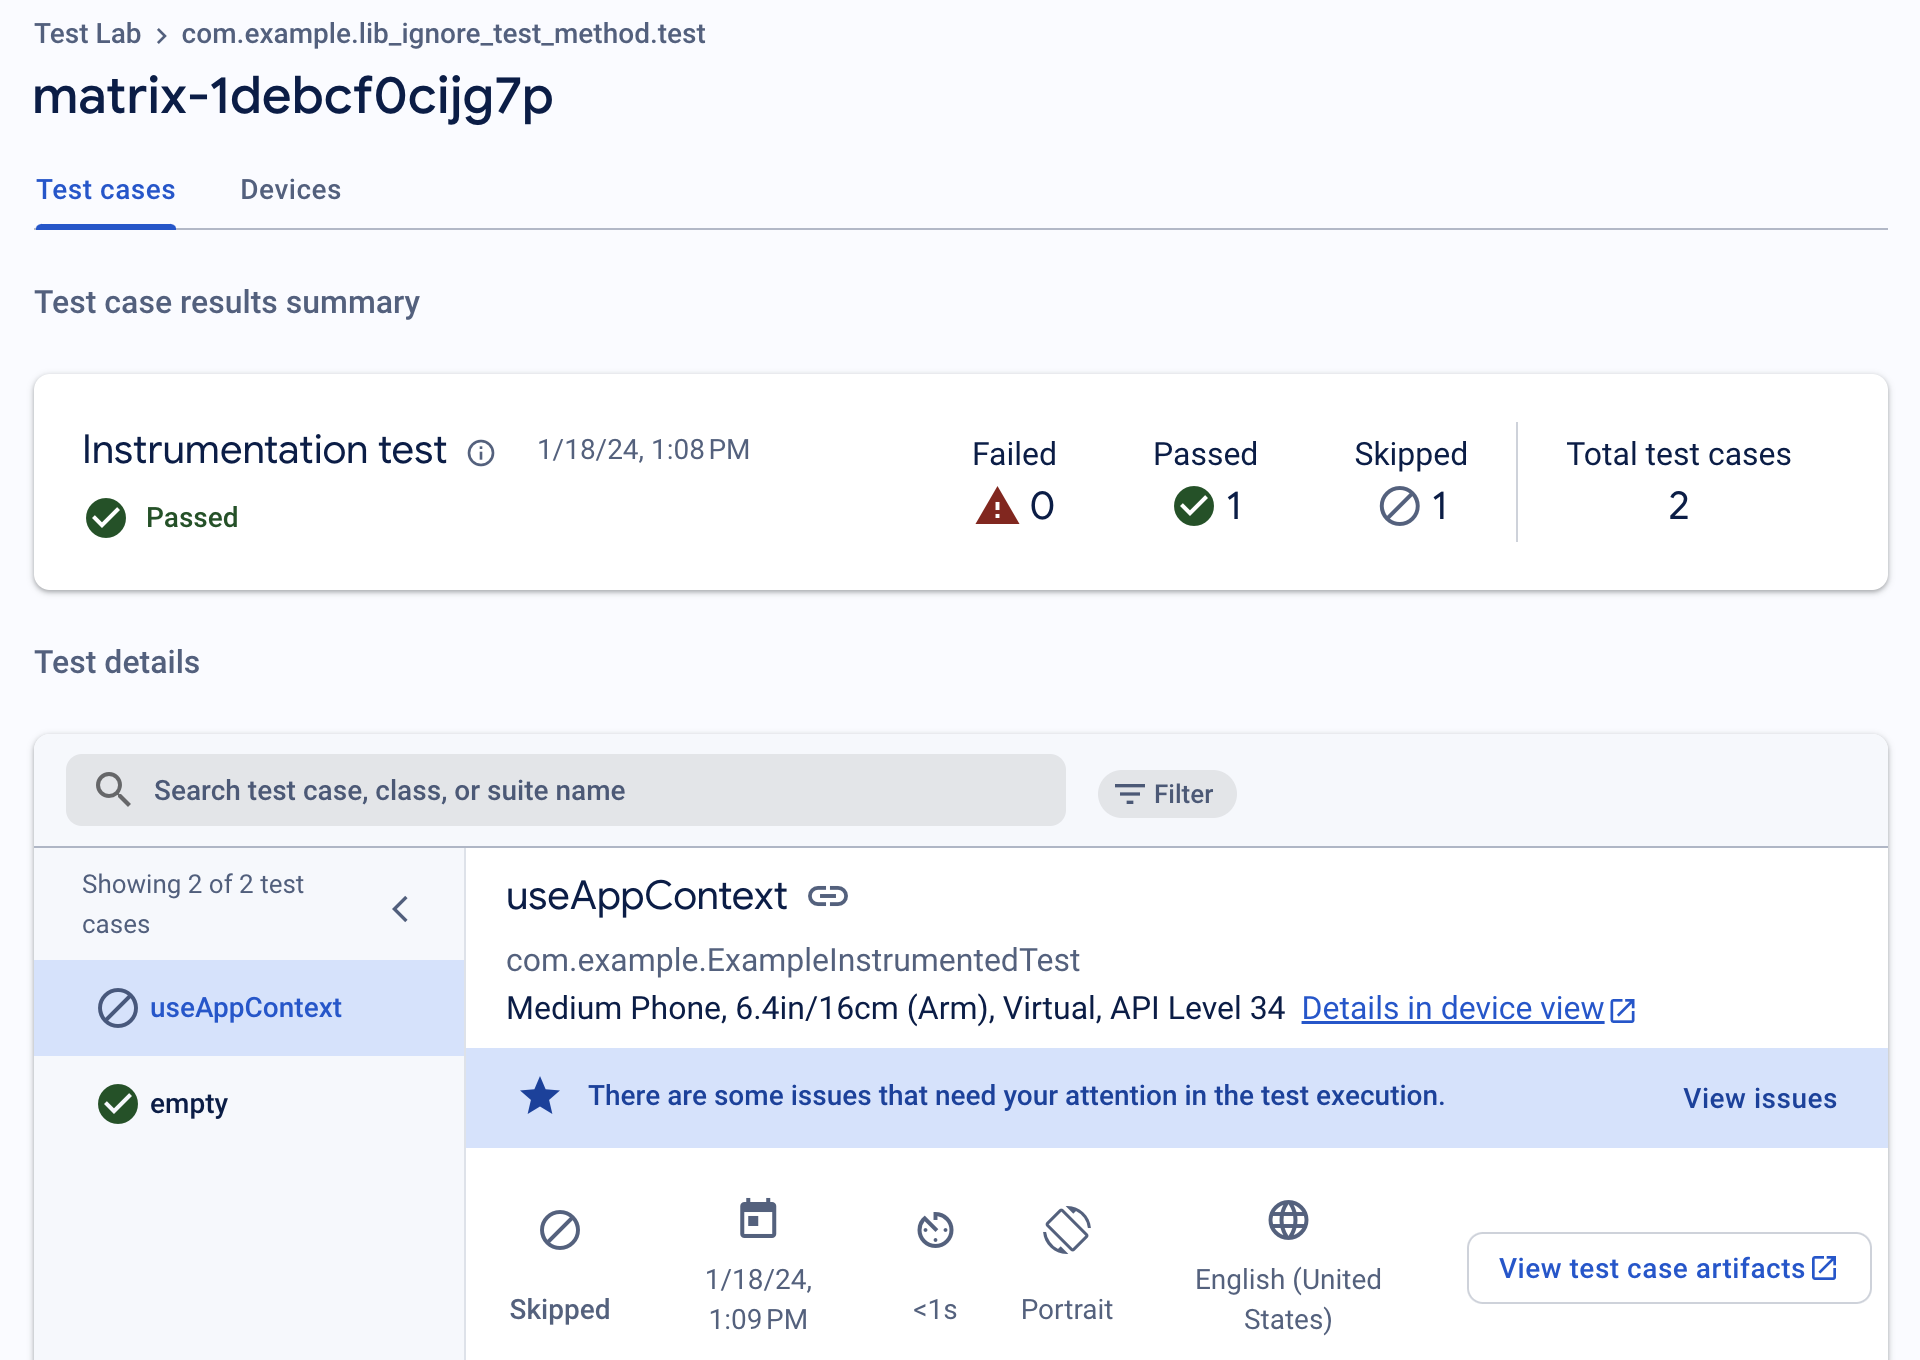 Test Lab > com.example.lib_ignore_test_method.test
matrix-1debcf0cijg7p
Test cases Devices
Test case results summary
Instrumentation test 1/18/24, 1:08 PM
Passed
Failed Passed Skipped Total test cases
0 1 1 2
Test details
Search test case, class, or suite name Filter
Showing 2 of 2 test
cases
useAppContext
empty
useAppContext
com.example.ExampleInstrumentedTest
Medium Phone, 6.4in/16cm (Arm), Virtual, API Level 34 Details in device view
There are some issues that need your attention in the test execution. View issues
Skipped
1/18/24,
1:09 PM
<1s
Portrait
English (United
States)
View test case artifacts